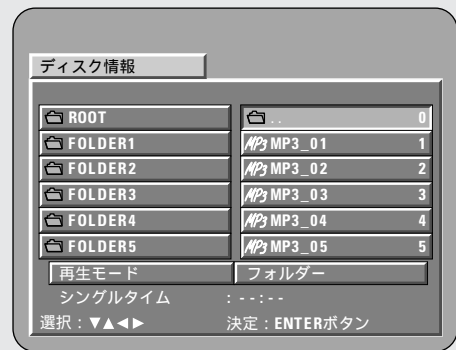 ディスク情報
ROOT
FOLDER1
FOLDER2
FOLDER3
FOLDER4
FOLDER5
.. 0
MP3 MP3_01 1
MP3 MP3_02 2
MP3 MP3_03 3
MP3 MP3_04 4
MP3 MP3_05 5
再生モード フォルダー
シングルタイム :--:--
選択:▼▲◀▶ 決定:ENTERボタン